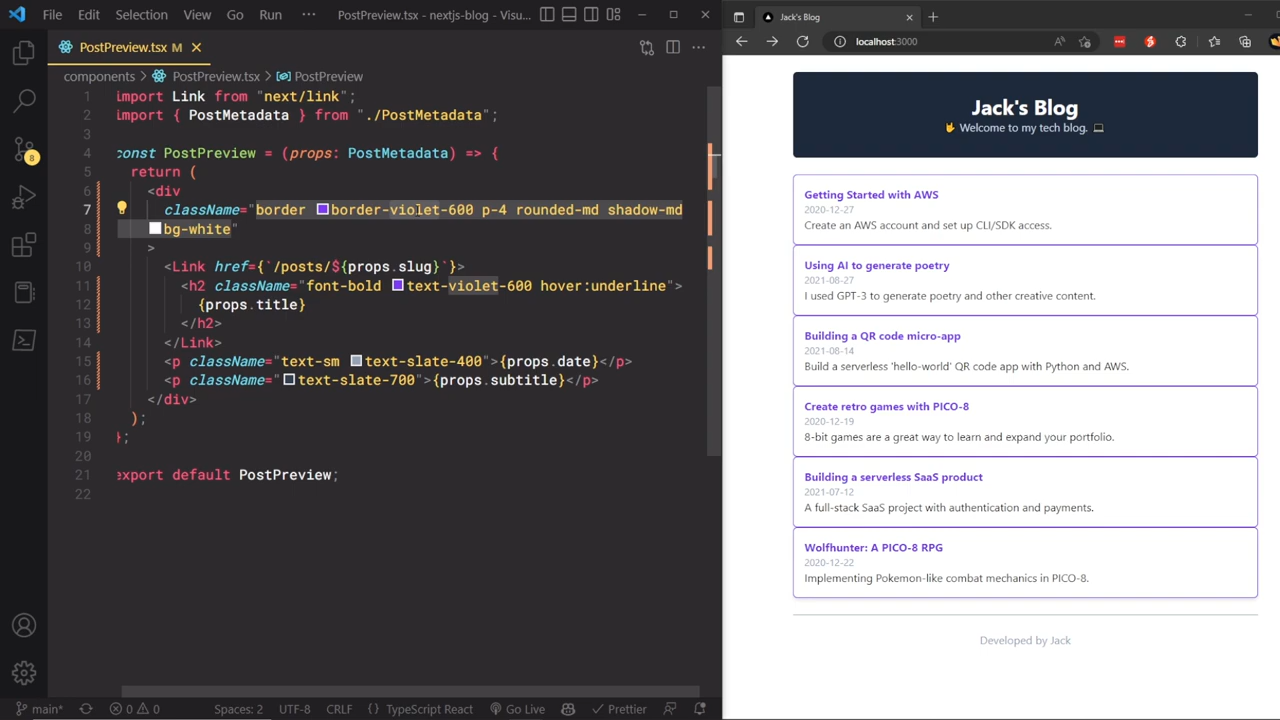 File Edit Selection View Go Run ··· PostPreview.tsx - nextjs-blog - Visu...
PostPreview.tsx M
components > PostPreview.tsx > PostPreview
1 import Link from "next/link";
2 import { PostMetadata } from "./PostMetadata";
3
4 const PostPreview = (props: PostMetadata) => {
5 return (
6 <div
7 className="border border-violet-600 p-4 rounded-md shadow-md
8 bg-white"
9 >
10 <Link href={`/posts/${props.slug}`}>
11 <h2 className="font-bold text-violet-600 hover:underline">
12 {props.title}
13 </h2>
14 </Link>
15 <p className="text-sm text-slate-400">{props.date}</p>
16 <p className="text-slate-700">{props.subtitle}</p>
17 </div>
18 );
19 };
20
21 export default PostPreview;
22
8
main* 0 0 Spaces: 2 UTF-8 CRLF {} TypeScript React Go Live Prettier
Jack's Blog
localhost:3000
Jack's Blog
🤟 Welcome to my tech blog. 💻
Getting Started with AWS
2020-12-27
Create an AWS account and set up CLI/SDK access.
Using AI to generate poetry
2021-08-27
I used GPT-3 to generate poetry and other creative content.
Building a QR code micro-app
2021-08-14
Build a serverless 'hello-world' QR code app with Python and AWS.
Create retro games with PICO-8
2020-12-19
8-bit games are a great way to learn and expand your portfolio.
Building a serverless SaaS product
2021-07-12
A full-stack SaaS project with authentication and payments.
Wolfhunter: A PICO-8 RPG
2020-12-22
Implementing Pokemon-like combat mechanics in PICO-8.
Developed by Jack